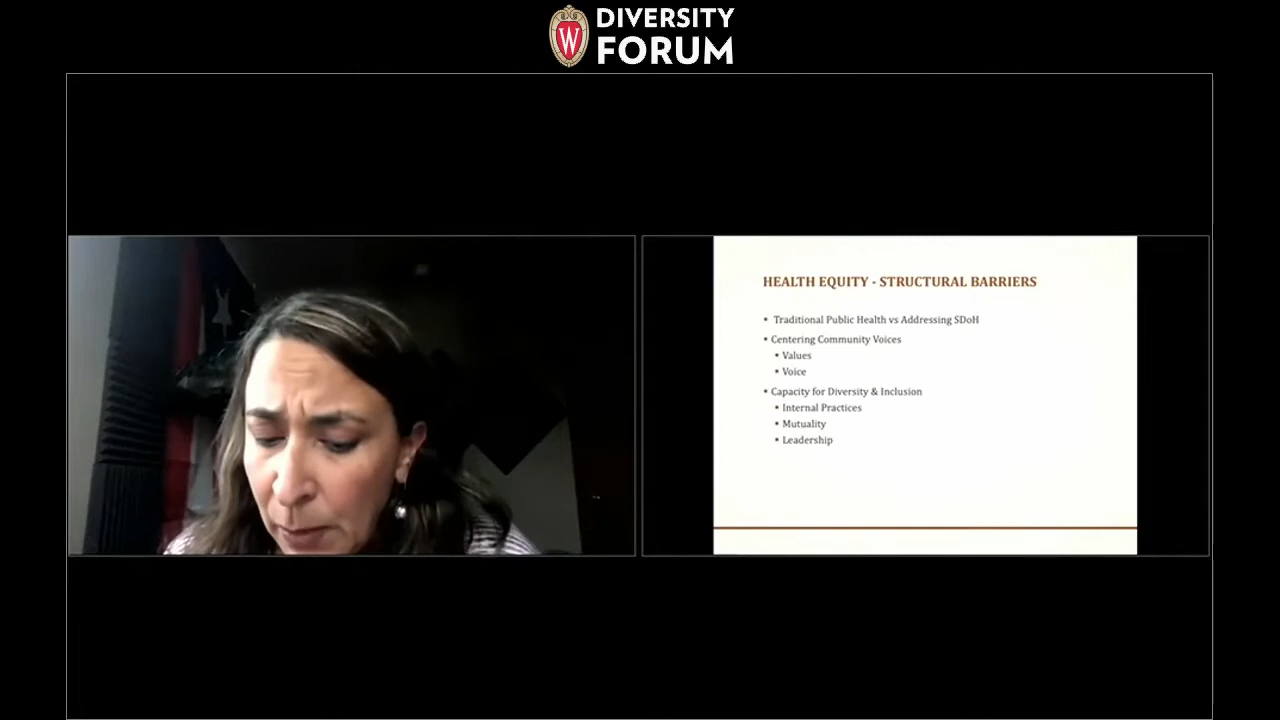 W
DIVERSITY
FORUM
HEALTH EQUITY - STRUCTURAL BARRIERS
▪ Traditional Public Health vs Addressing SDoH
▪ Centering Community Voices
▪ Values
▪ Voice
▪ Capacity for Diversity & Inclusion
▪ Internal Practices
▪ Mutuality
▪ Leadership